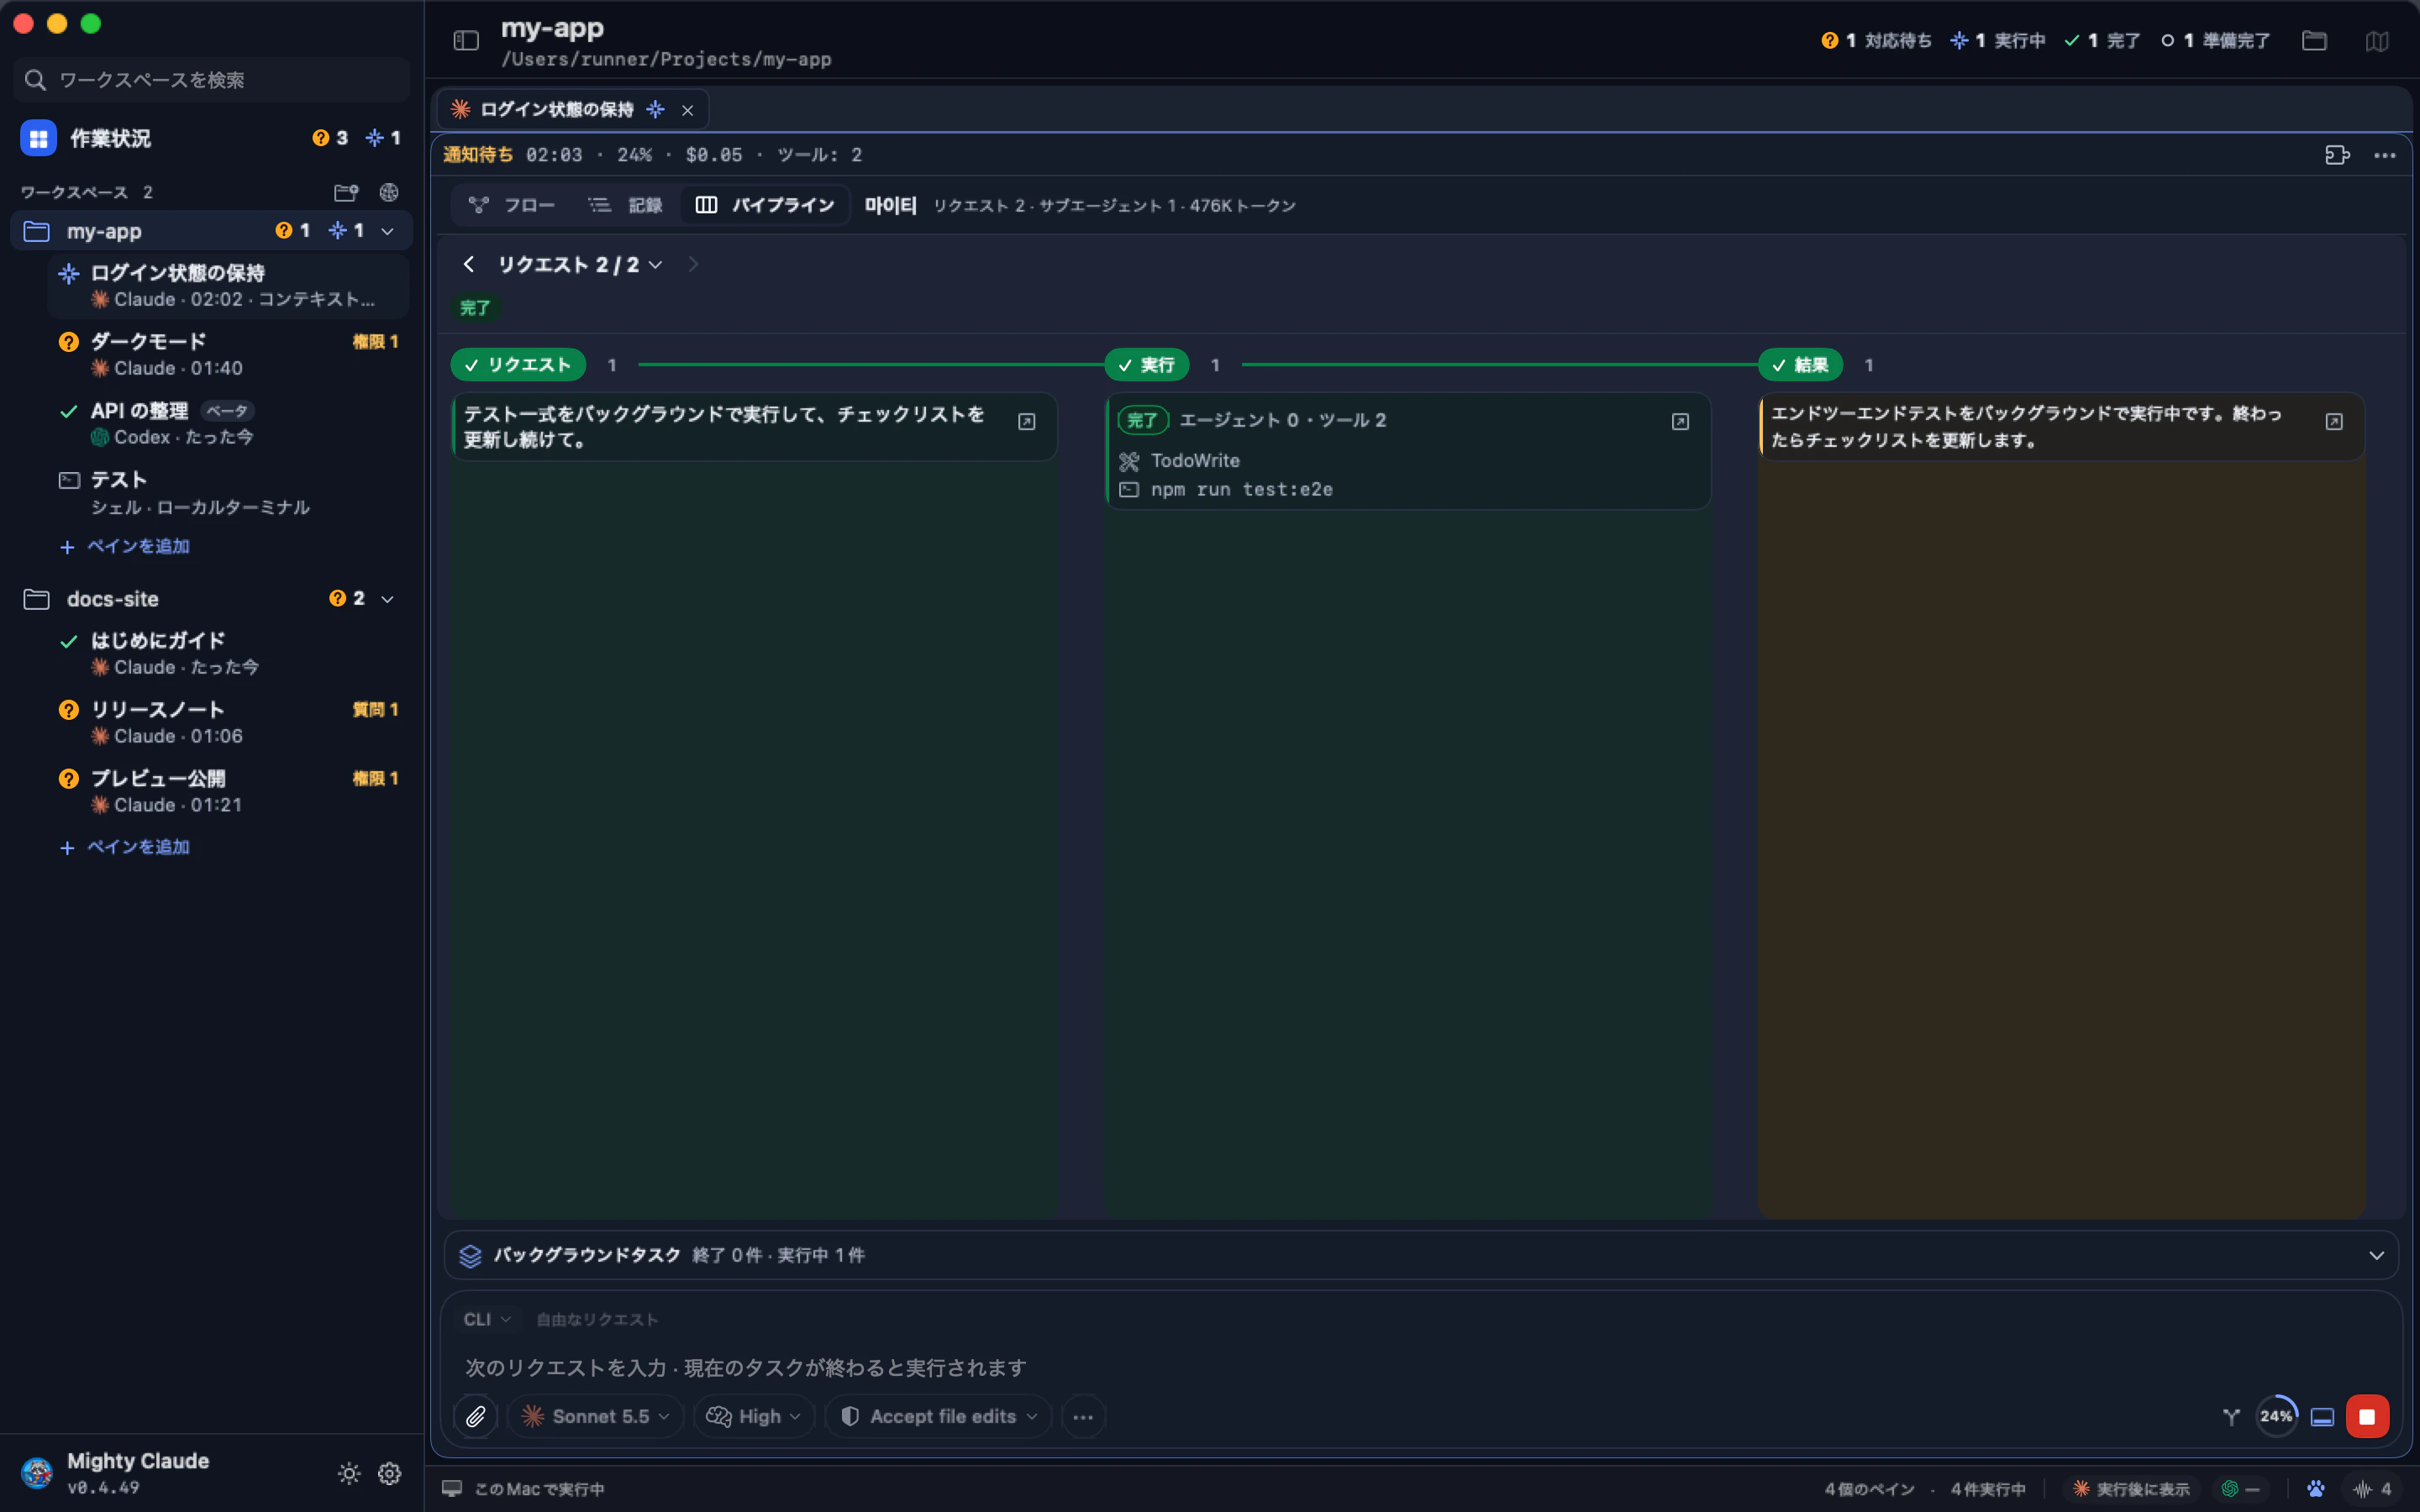 ワークスペースを検索
作業状況 3 1
ワークスペース 2
my-app 1 1
ログイン状態の保持
Claude · 02:02 · コンテキスト...
ダークモード 権限 1
Claude · 01:40
API の整理 ベータ
Codex · たった今
テスト
シェル · ローカルターミナル
+ ペインを追加
docs-site 2
はじめにガイド
Claude · たった今
リリースノート 質問 1
Claude · 01:06
プレビュー公開 権限 1
Claude · 01:21
+ ペインを追加
Mighty Claude
v0.4.49
my-app
/Users/runner/Projects/my-app
1 対応待ち 1 実行中 1 完了 1 準備完了
ログイン状態の保持
通知待ち 02:03 · 24% · $0.05 · ツール: 2
フロー 記録 パイプライン 마이티 リクエスト 2 · サブエージェント 1 · 476K トークン
リクエスト 2 / 2
完了
リクエスト 1
実行 1
結果 1
テスト一式をバックグラウンドで実行して、チェックリストを
更新し続けて。
完了 エージェント 0 · ツール 2
TodoWrite
npm run test:e2e
エンドツーエンドテストをバックグラウンドで実行中です。終わっ
たらチェックリストを更新します。
バックグラウンドタスク 終了 0 件 · 実行中 1 件
CLI 自由なリクエスト
次のリクエストを入力 · 現在のタスクが終わると実行されます
Sonnet 5.5 High Accept file edits 24%
この Mac で実行中
4 個のペイン · 4 件実行中 実行後に表示 — 4